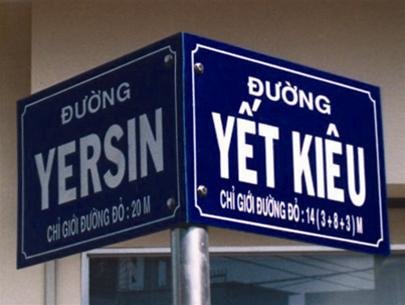 ĐƯỜNG
YERSIN
CHỈ GIỚI ĐƯỜNG ĐỎ : 20 M
ĐƯỜNG
YẾT KIÊU
CHỈ GIỚI ĐƯỜNG ĐỎ : 14 ( 3 + 8 + 3 ) M